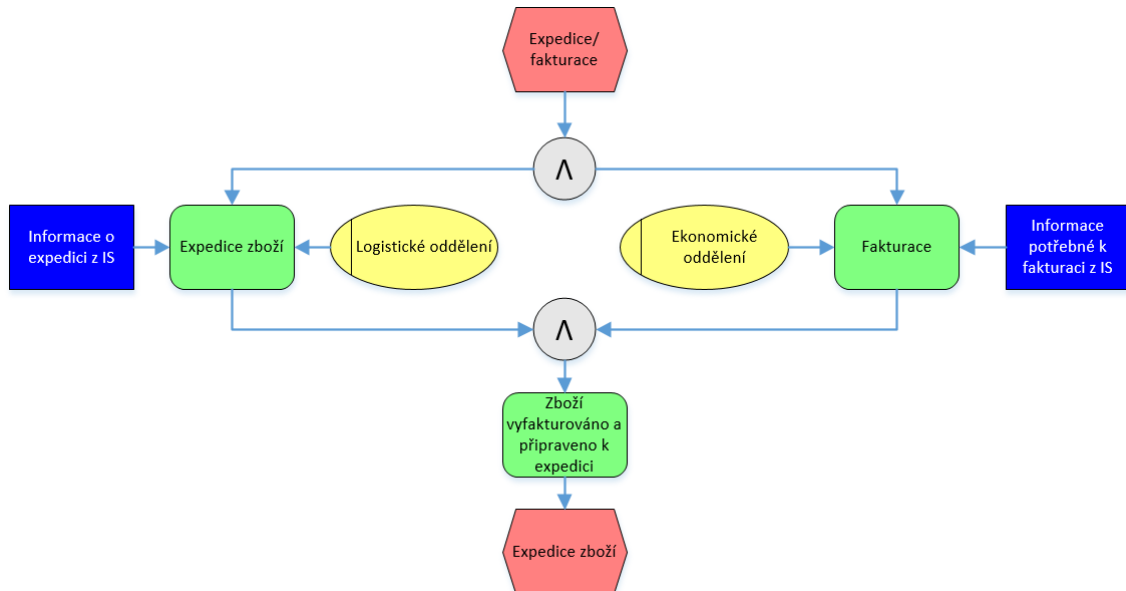 Expedice/
fakturace
Λ
Informace o
expedici z IS
Expedice zboží
Logistické oddělení
Ekonomické
oddělení
Fakturace
Informace
potřebné k
fakturaci z IS
Λ
Zboží
vyfakturováno a
připraveno k
expedici
Expedice zboží